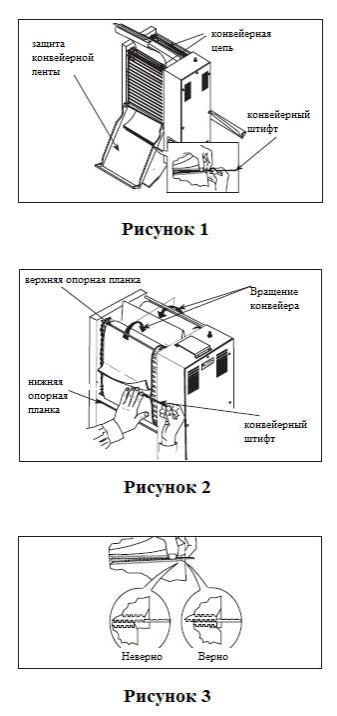 конвейерная
цепь
защита
конвейерной
ленты
конвейерный
штифт
Рисунок 1
верхняя опорная планка
Вращение
конвейера
нижняя
опорная
планка
конвейерный
штифт
Рисунок 2
Неверно
Верно
Рисунок 3